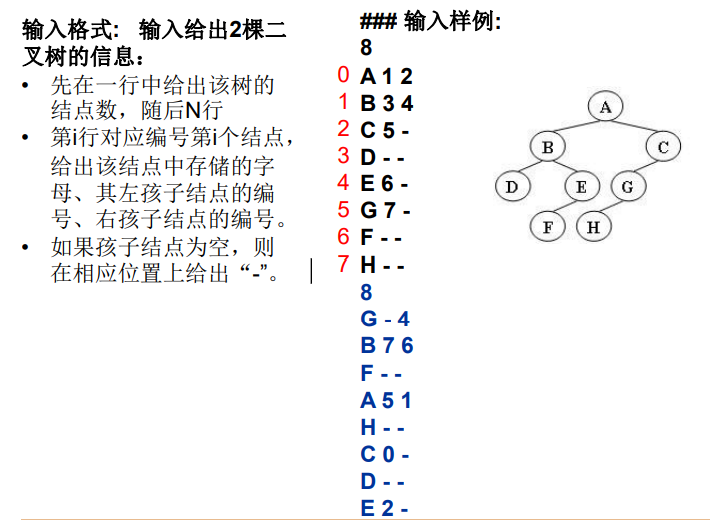 输入格式: 输入给出2棵二
叉树的信息：
• 先在一行中给出该树的
结点数，随后N行
• 第i行对应编号第i个结点，
给出该结点中存储的字
母、其左孩子结点的编
号、右孩子结点的编号。
• 如果孩子结点为空，则
在相应位置上给出“-”。
### 输入样例:
8
0 A 1 2
1 B 3 4
2 C 5 -
3 D - -
4 E 6 -
5 G 7 -
6 F - -
7 H - -
8
G - 4
B 7 6
F - -
A 5 1
H - -
C 0 -
D - -
E 2 -
A
B C
D E G
F H